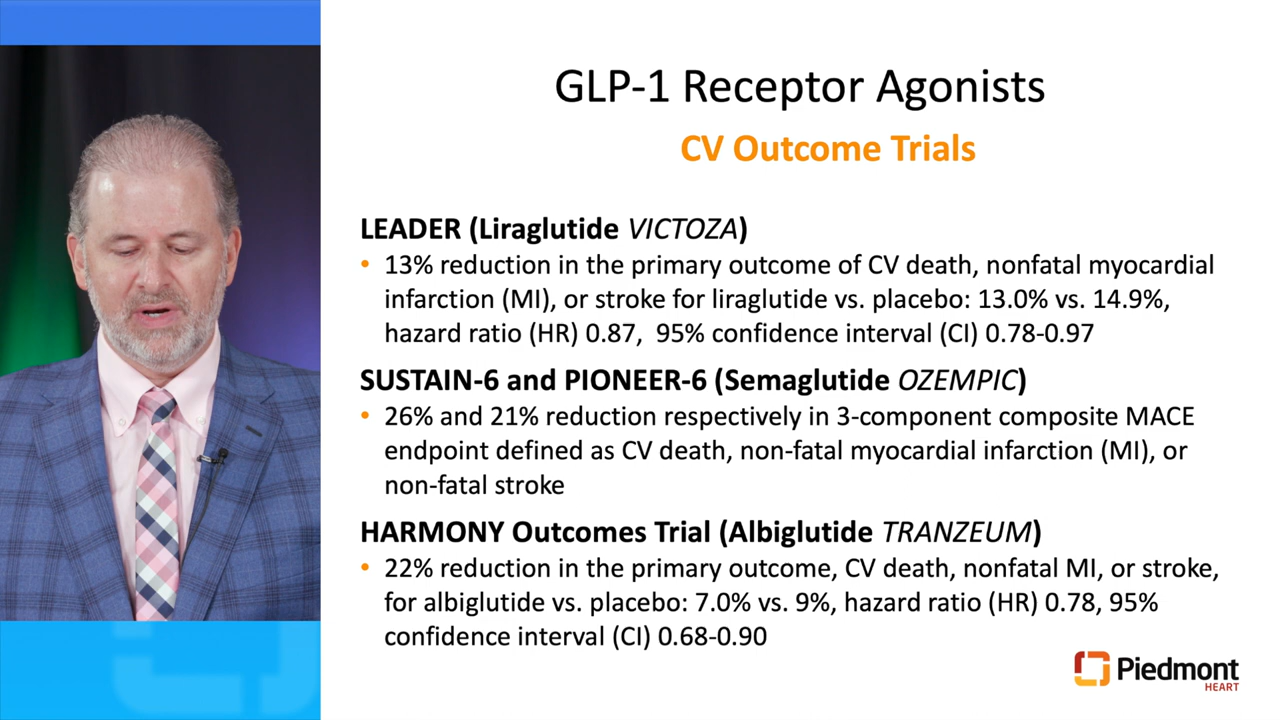 GLP-1 Receptor Agonists
CV Outcome Trials
LEADER (Liraglutide VICTOZA)
• 13% reduction in the primary outcome of CV death, nonfatal myocardial
infarction (MI), or stroke for liraglutide vs. placebo: 13.0% vs. 14.9%,
hazard ratio (HR) 0.87, 95% confidence interval (CI) 0.78-0.97
SUSTAIN-6 and PIONEER-6 (Semaglutide OZEMPIC)
• 26% and 21% reduction respectively in 3-component composite MACE
endpoint defined as CV death, non-fatal myocardial infarction (MI), or
non-fatal stroke
HARMONY Outcomes Trial (Albiglutide TRANZEUM)
• 22% reduction in the primary outcome, CV death, nonfatal MI, or stroke,
for albiglutide vs. placebo: 7.0% vs. 9%, hazard ratio (HR) 0.78, 95%
confidence interval (CI) 0.68-0.90
Piedmont
HEART